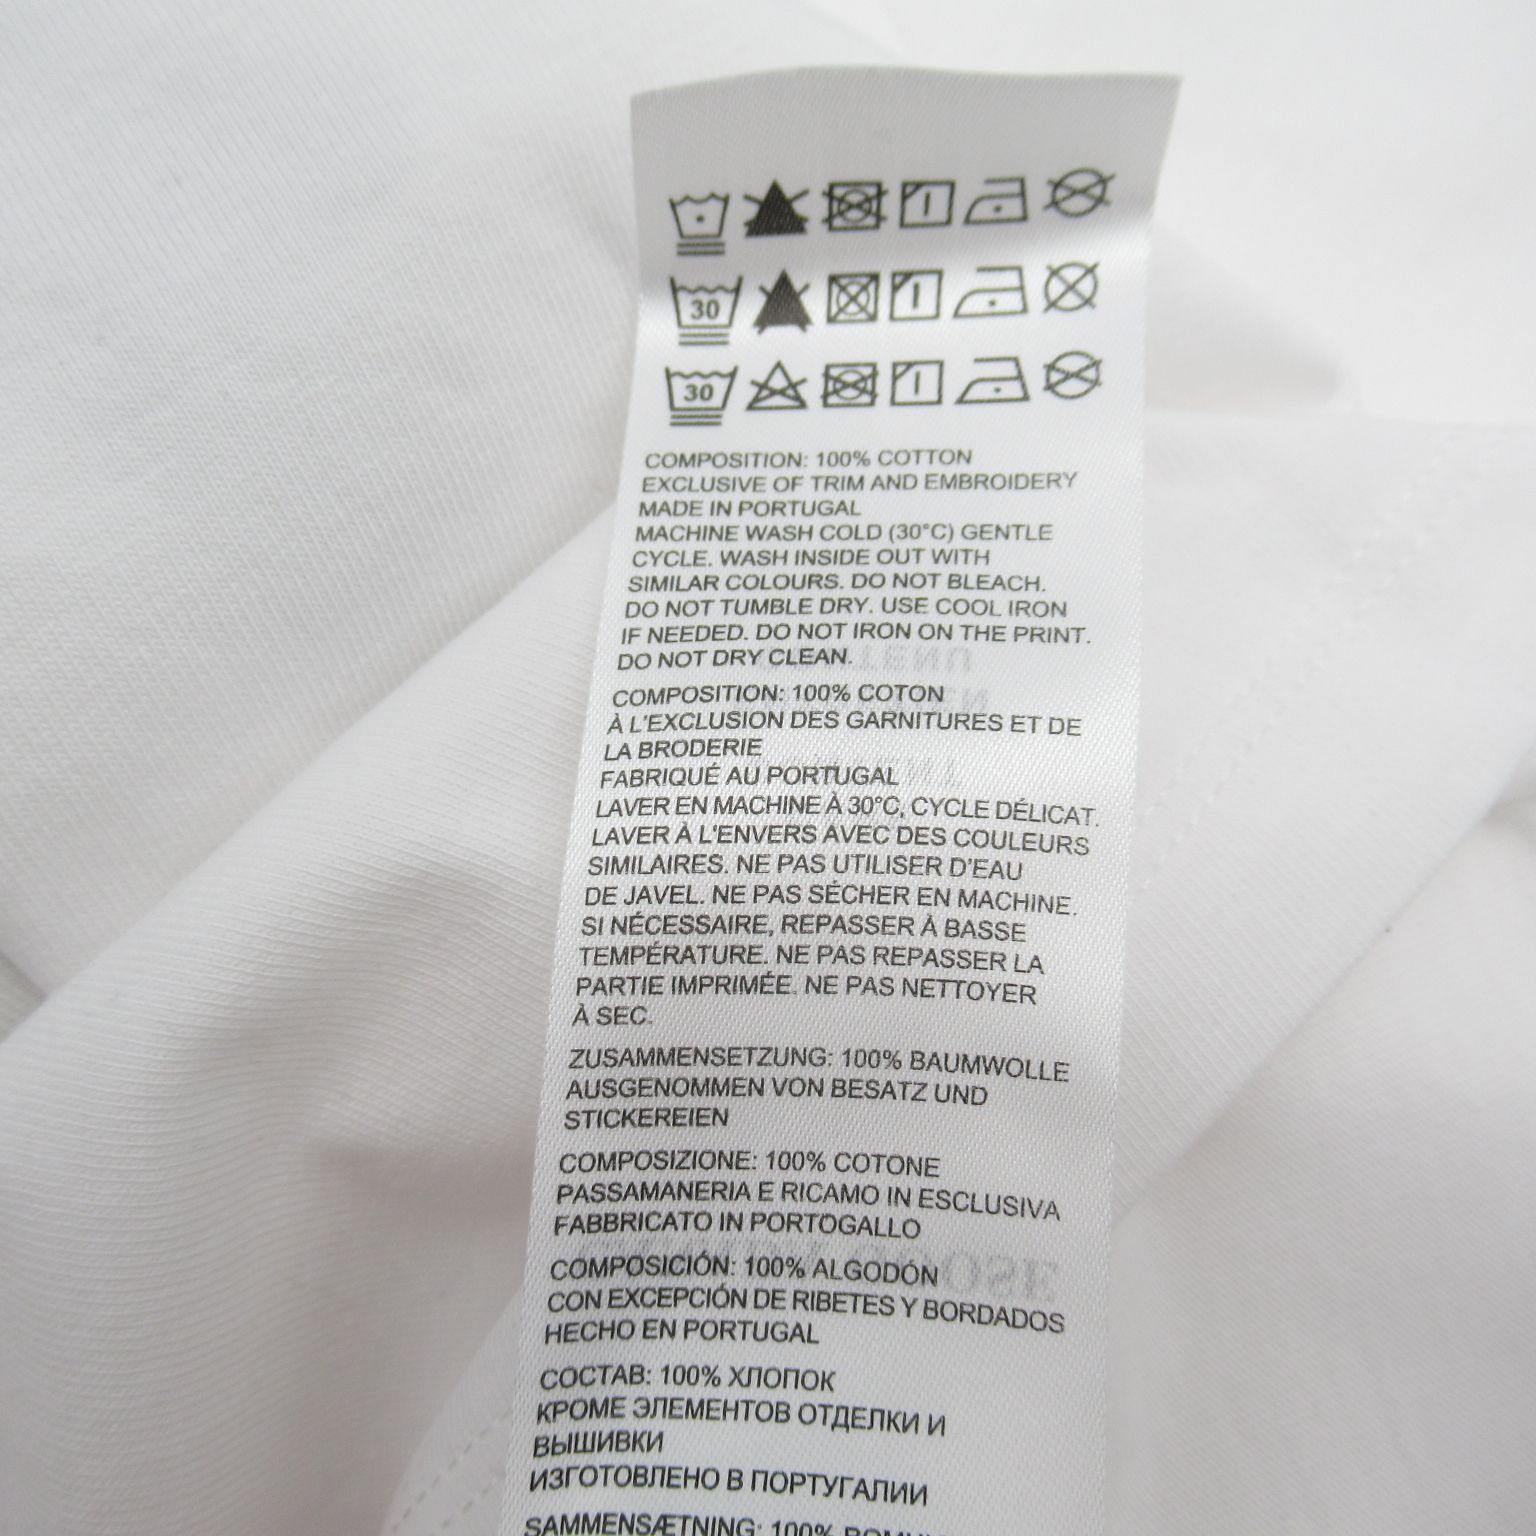 30
30
COMPOSITION: 100% COTTON
EXCLUSIVE OF TRIM AND EMBROIDERY
MADE IN PORTUGAL
MACHINE WASH COLD (30°C) GENTLE
CYCLE. WASH INSIDE OUT WITH
SIMILAR COLOURS. DO NOT BLEACH.
DO NOT TUMBLE DRY. USE COOL IRON
IF NEEDED. DO NOT IRON ON THE PRINT.
DO NOT DRY CLEAN.
COMPOSITION: 100% COTON
À L'EXCLUSION DES GARNITURES ET DE
LA BRODERIE
FABRIQUÉ AU PORTUGAL
LAVER EN MACHINE À 30°C, CYCLE DÉLICAT.
LAVER À L'ENVERS AVEC DES COULEURS
SIMILAIRES. NE PAS UTILISER D'EAU
DE JAVEL. NE PAS SÉCHER EN MACHINE.
SI NÉCESSAIRE, REPASSER À BASSE
TEMPÉRATURE. NE PAS REPASSER LA
PARTIE IMPRIMÉE. NE PAS NETTOYER
À SEC.
ZUSAMMENSETZUNG: 100% BAUMWOLLE
AUSGENOMMEN VON BESATZ UND
STICKEREIEN
COMPOSIZIONE: 100% COTONE
PASSAMANERIA E RICAMO IN ESCLUSIVA
FABBRICATO IN PORTOGALLO
COMPOSICIÓN: 100% ALGODÓN
CON EXCEPCIÓN DE RIBETES Y BORDADOS
HECHO EN PORTUGAL
СОСТАВ: 100% ХЛОПОК
КРОМЕ ЭЛЕМЕНТОВ ОТДЕЛКИ И
ВЫШИВКИ
ИЗГОТОВЛЕНО В ПОРТУГАЛИИ
SAMMENSÆTNING: 100%